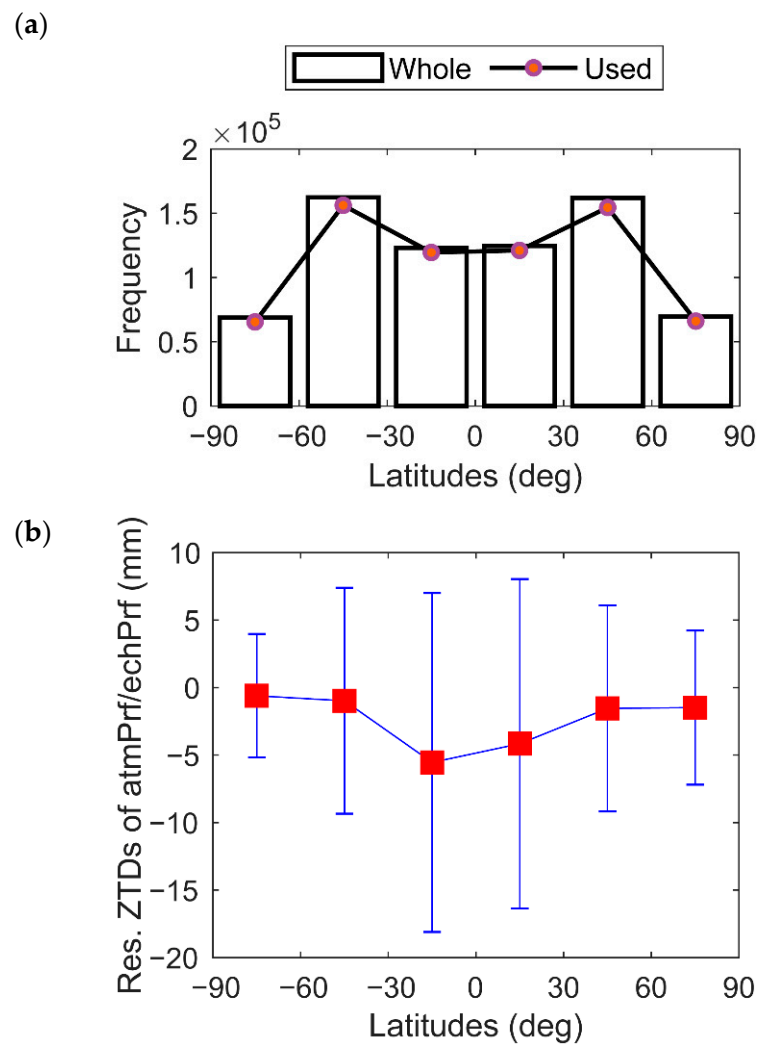 (a)
Whole Used
× 10⁵
2
1.5
1
0.5
0
Frequency
−90 −60 −30 0 30 60 90
Latitudes (deg)
(b)
10
5
0
−5
−10
−15
−20
Res. ZTDs of atmPrf/echPrf (mm)
−90 −60 −30 0 30 60 90
Latitudes (deg)